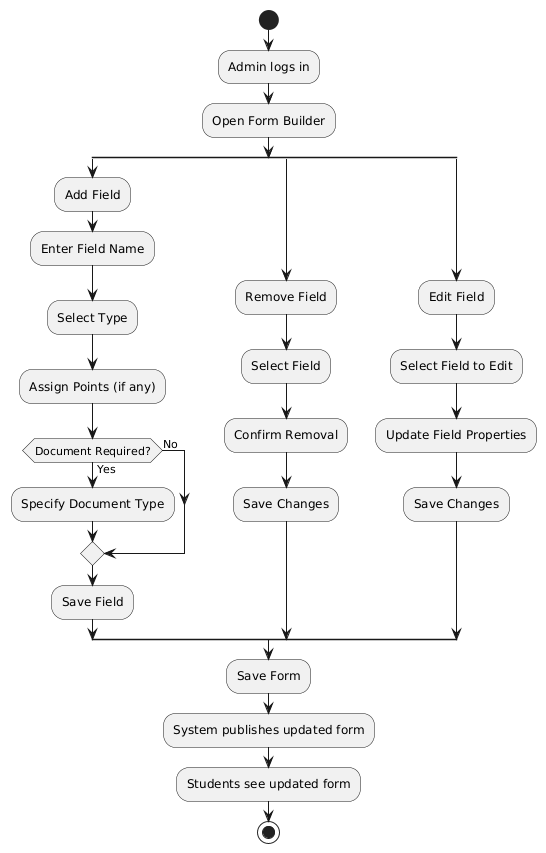 Admin logs in
Open Form Builder
Add Field
Enter Field Name
Select Type
Assign Points (if any)
Document Required?
No
Yes
Specify Document Type
Save Field
Remove Field
Select Field
Confirm Removal
Save Changes
Edit Field
Select Field to Edit
Update Field Properties
Save Changes
Save Form
System publishes updated form
Students see updated form